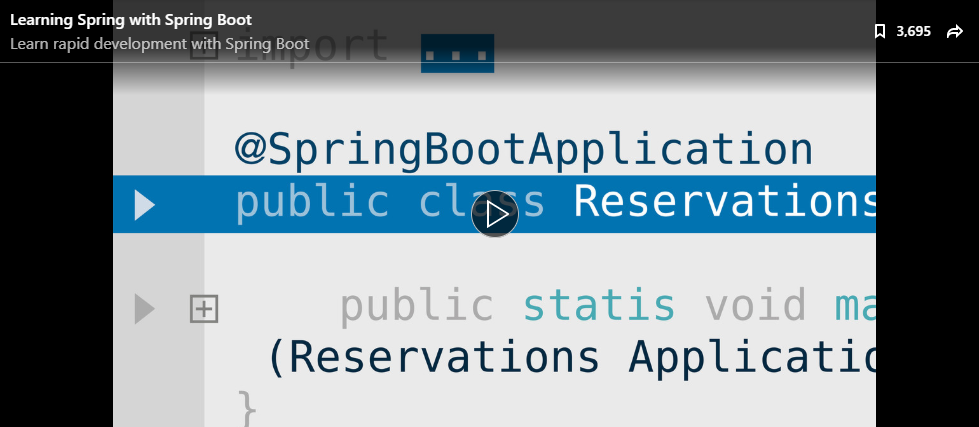 Learning Spring with Spring Boot
Learn rapid development with Spring Boot
3,695
import ...
@SpringBootApplication
public class Reservations
public statis void ma
(Reservations Applicatio
}